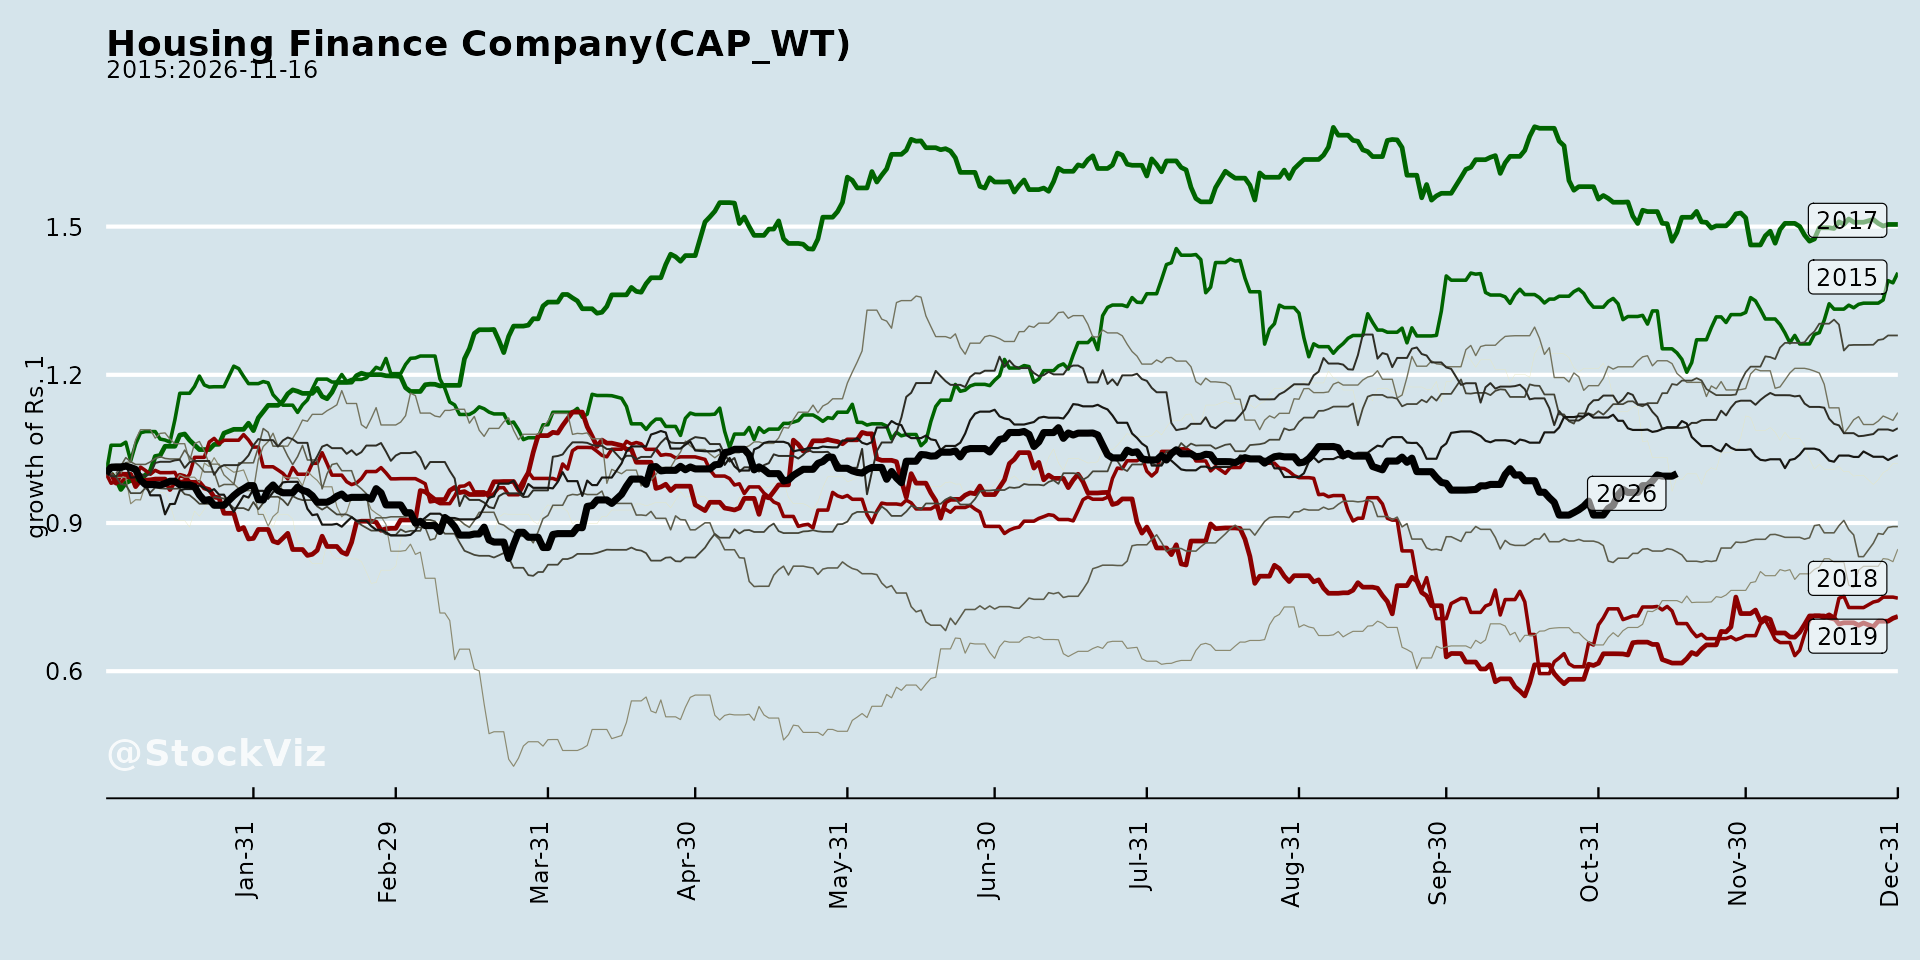 Housing Finance Company(CAP_WT)
2015:2026-11-16
growth of Rs. 1
1.5
1.2
0.9
0.6
2017
2015
2026
2018
2019
@StockViz
Jan-31
Feb-29
Mar-31
Apr-30
May-31
Jun-30
Jul-31
Aug-31
Sep-30
Oct-31
Nov-30
Dec-31